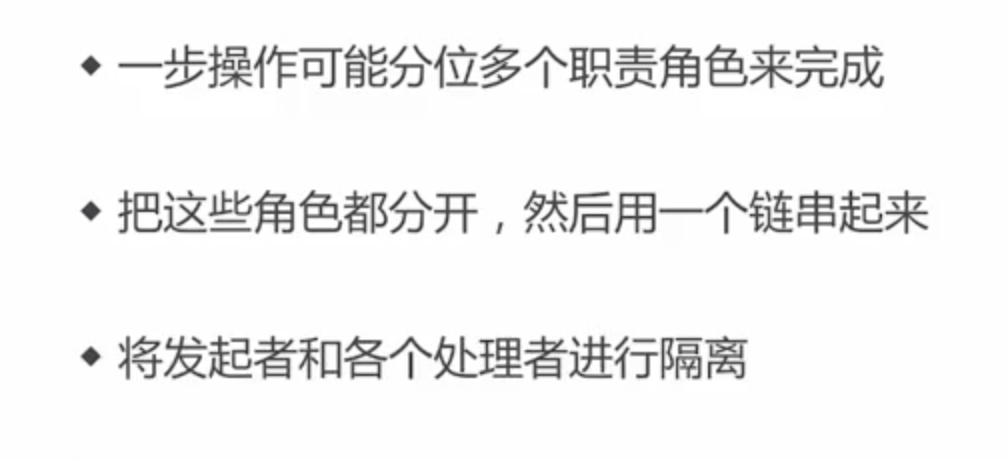 ◆ 一步操作可能分位多个职责角色来完成
◆ 把这些角色都分开，然后用一个链串起来
◆ 将发起者和各个处理者进行隔离